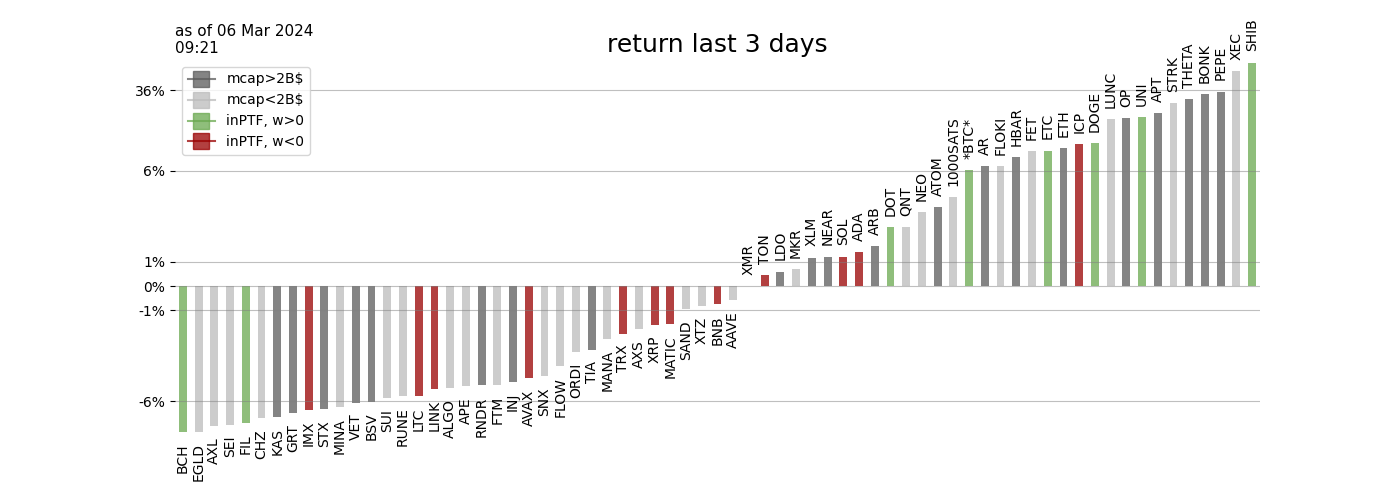 as of 06 Mar 2024
09:21
return last 3 days
mcap>2B$
mcap<2B$
inPTF, w>0
inPTF, w<0
36%
6%
1%
0%
-1%
-6%
BCH
EGLD
AXL
SEI
FIL
CHZ
KAS
GRT
IMX
STX
MINA
VET
BSV
SUI
RUNE
LTC
LINK
ALGO
APE
RNDR
FTM
INJ
AVAX
SNX
FLOW
ORDI
TIA
MANA
TRX
AXS
XRP
MATIC
SAND
XTZ
BNB
AAVE
XMR
TON
LDO
MKR
XLM
NEAR
SOL
ADA
ARB
DOT
QNT
NEO
ATOM
1000SATS
*BTC*
AR
FLOKI
HBAR
FET
ETC
ETH
ICP
DOGE
LUNC
OP
UNI
APT
STRK
THETA
BONK
PEPE
XEC
SHIB